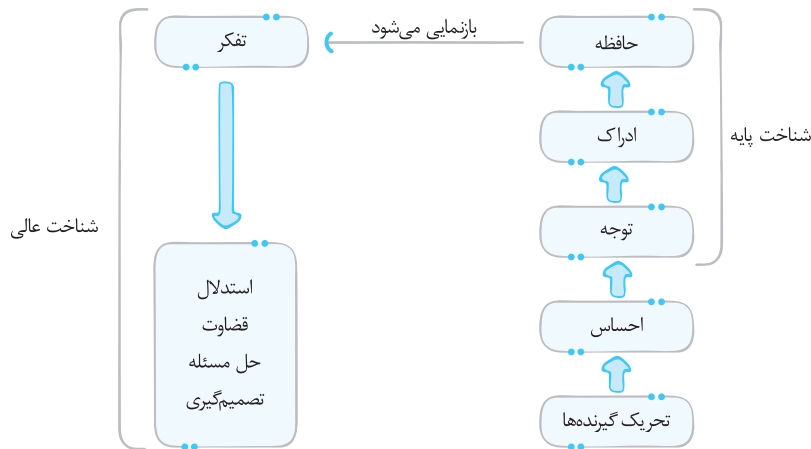 حافظه
بازنمایی می‌شود
تفکر
ادراک
شناخت پایه
توجه
شناخت عالی
احساس
تحریک گیرنده‌ها
استدلال
قضاوت
حل مسئله
تصمیم‌گیری